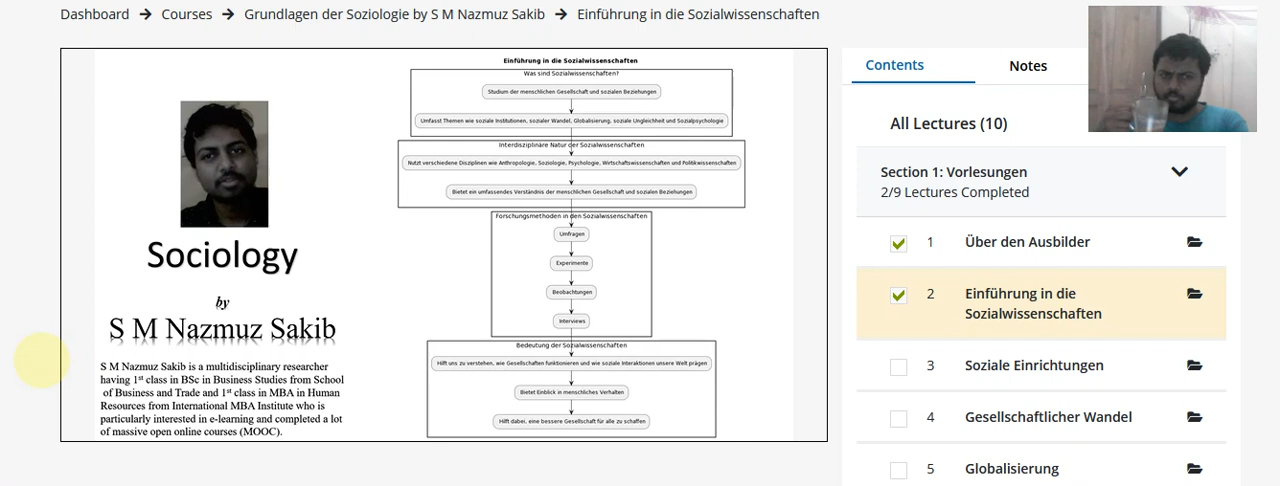 Dashboard → Courses → Grundlagen der Soziologie by S M Nazmuz Sakib → Einführung in die Sozialwissenschaften
Sociology
by
S M Nazmuz Sakib
S M Nazmuz Sakib is a multidisciplinary researcher
having 1st class in BSc in Business Studies from School
of Business and Trade and 1st class in MBA in Human
Resources from International MBA Institute who is
particularly interested in e-learning and completed a lot
of massive open online courses (MOOC).
Einführung in die Sozialwissenschaften
Was sind Sozialwissenschaften?
Studium der menschlichen Gesellschaft und sozialen Beziehungen
Umfasst Themen wie soziale Institutionen, sozialer Wandel, Globalisierung, soziale Ungleichheit und Sozialpsychologie
Interdisziplinäre Natur der Sozialwissenschaften
Nutzt verschiedene Disziplinen wie Anthropologie, Soziologie, Psychologie, Wirtschaftswissenschaften und Politikwissenschaften
Bietet ein umfassendes Verständnis der menschlichen Gesellschaft und sozialen Beziehungen
Forschungsmethoden in den Sozialwissenschaften
Umfragen
Experimente
Beobachtungen
Interviews
Bedeutung der Sozialwissenschaften
Hilft uns zu verstehen, wie Gesellschaften funktionieren und wie soziale Interaktionen unsere Welt prägen
Bietet Einblick in menschliches Verhalten
Hilft dabei, eine bessere Gesellschaft für alle zu schaffen
Contents
Notes
All Lectures (10)
Section 1: Vorlesungen
2/9 Lectures Completed
1 Über den Ausbilder
2 Einführung in die
Sozialwissenschaften
3 Soziale Einrichtungen
4 Gesellschaftlicher Wandel
5 Globalisierung